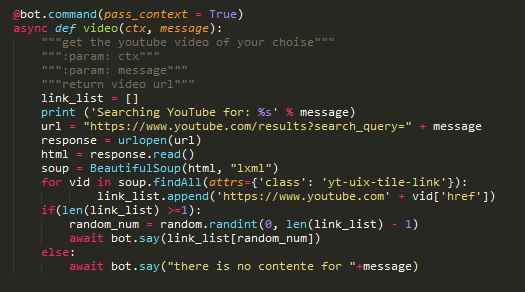 @bot.command(pass_context = True)
async def video(ctx, message):
    """get the youtube video of your choise"""
    """:param: ctx"""
    """:param: message"""
    """return video url"""
    link_list = []
    print ('Searching YouTube for: %s' % message)
    url = "https://www.youtube.com/results?search_query=" + message
    response = urlopen(url)
    html = response.read()
    soup = BeautifulSoup(html, "lxml")
    for vid in soup.findAll(attrs={'class': 'yt-uix-tile-link'}):
            link_list.append('https://www.youtube.com' + vid['href'])
    if(len(link_list) >=1):
        random_num = random.randint(0, len(link_list) - 1)
        await bot.say(link_list[random_num])
    else:
        await bot.say("there is no contente for "+message)